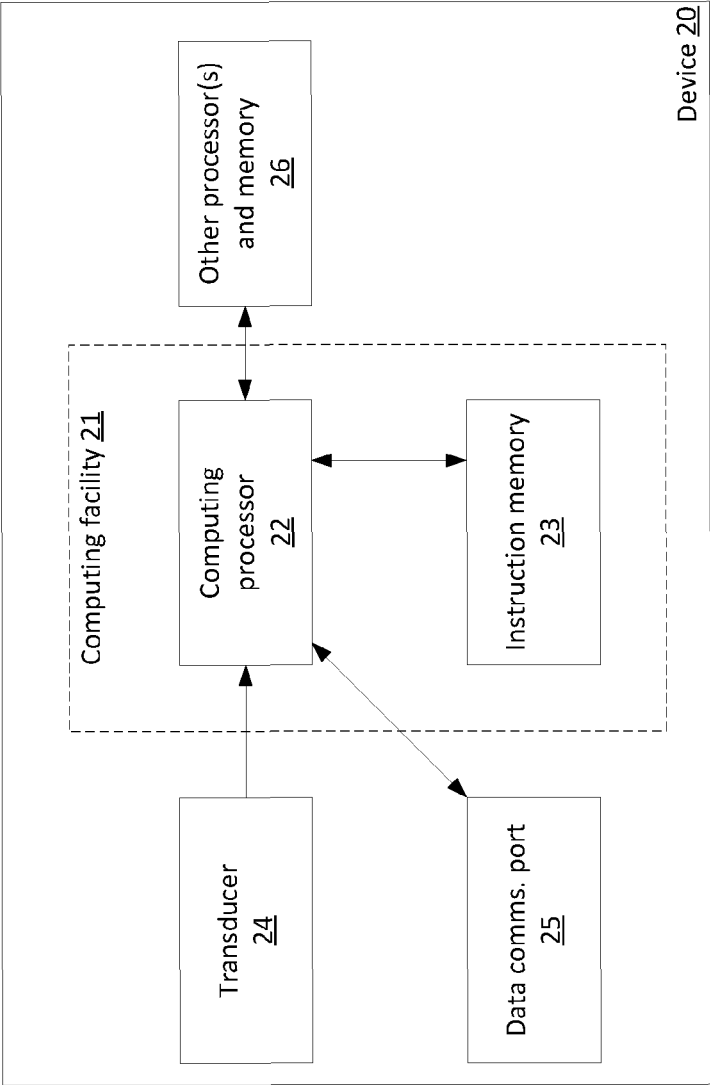 Computing facility 21
Transducer
24
Computing
processor
22
Other processor(s)
and memory
26
Data comms. port
25
Instruction memory
23
Device 20